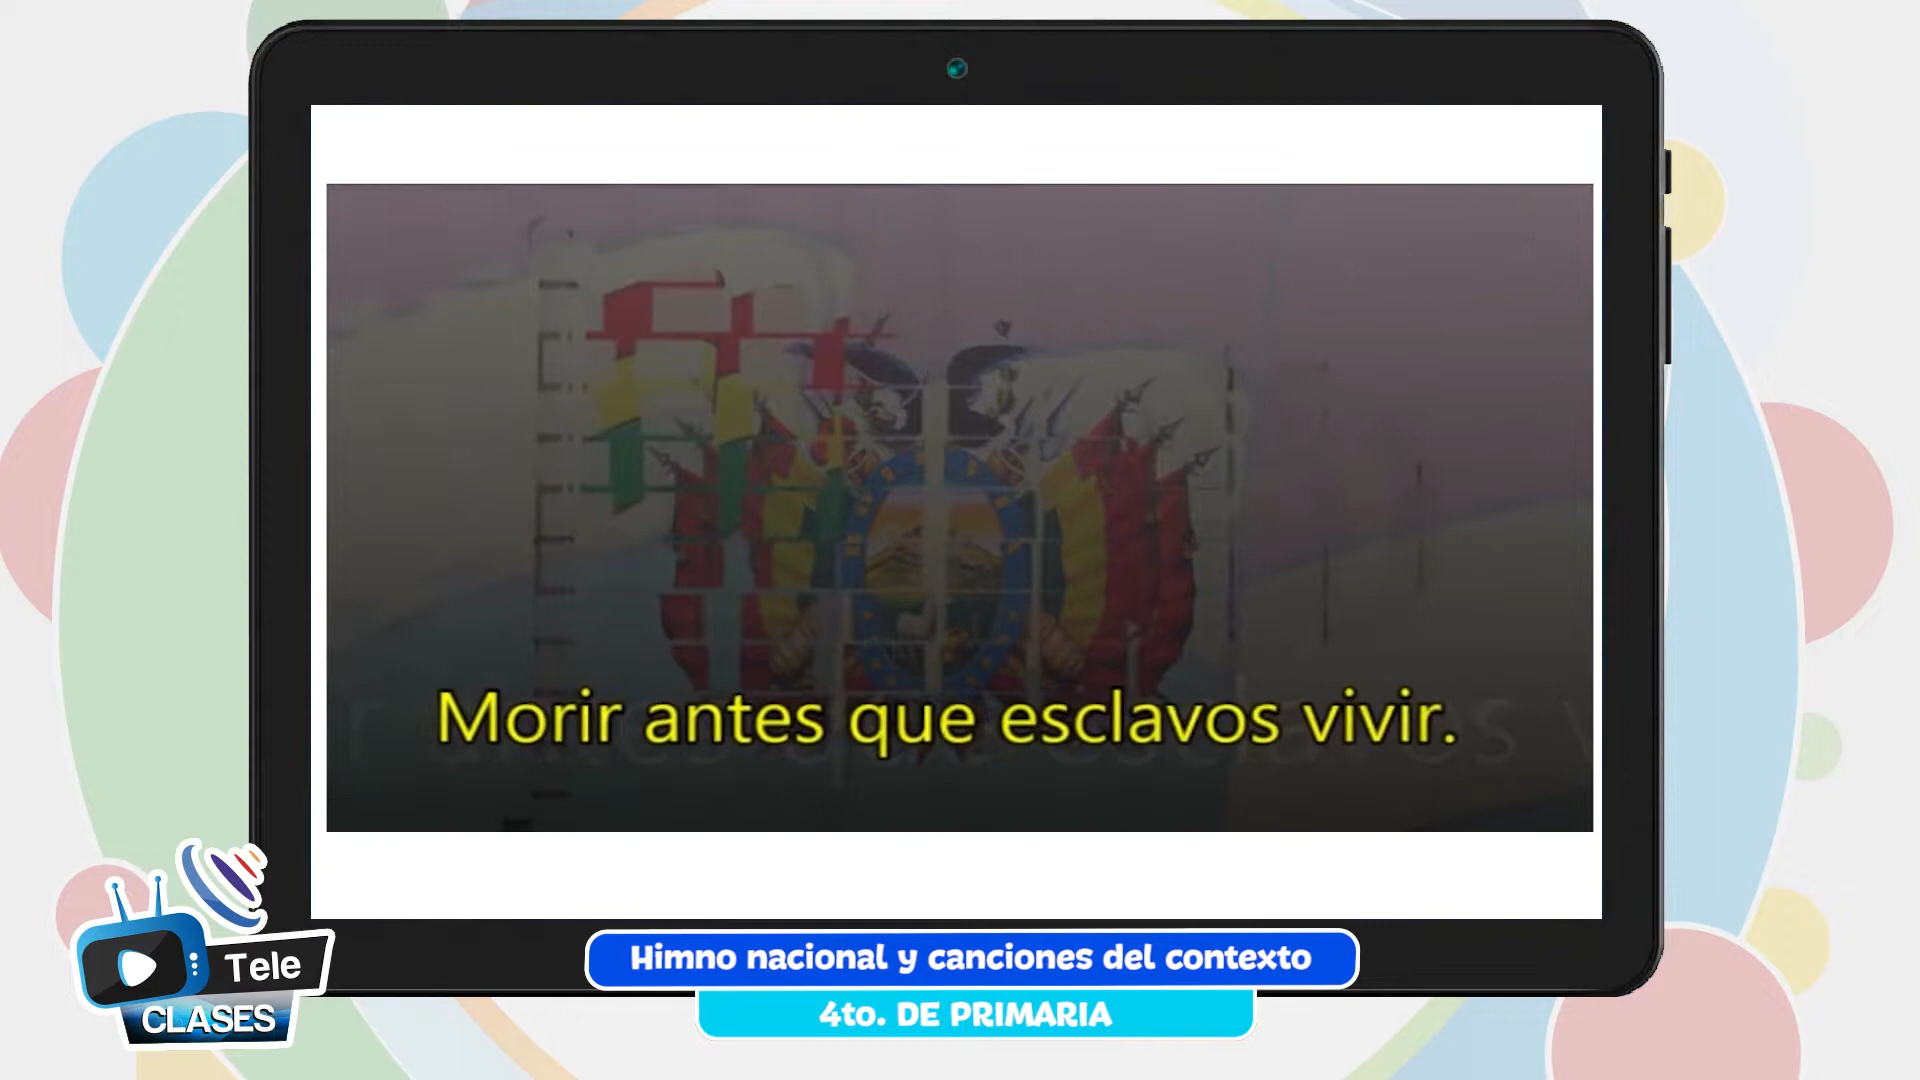 Morir antes que esclavos vivir.
Tele
CLASES
Himno nacional y canciones del contexto
4to. DE PRIMARIA